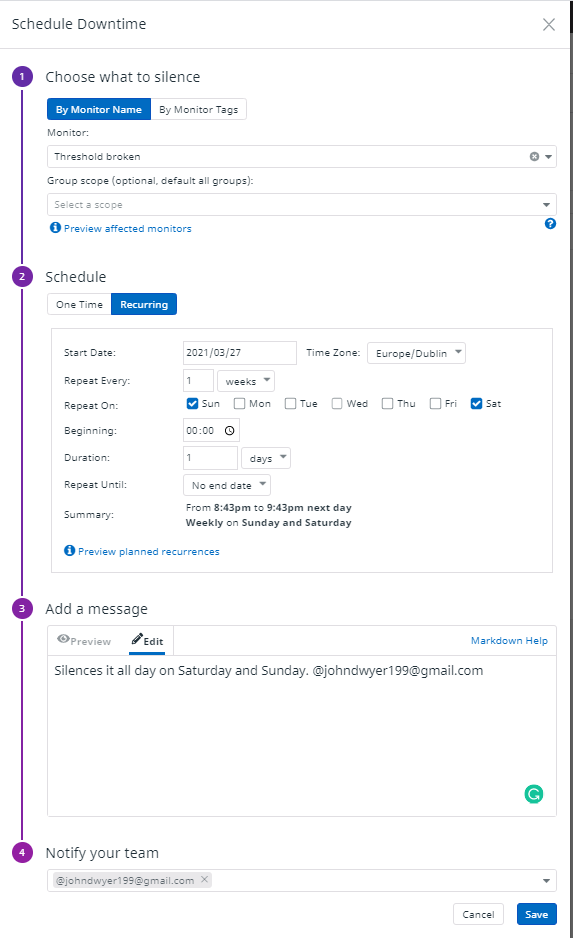 Schedule Downtime
1 Choose what to silence
By Monitor Name By Monitor Tags
Monitor:
Threshold broken
Group scope (optional, default all groups):
Select a scope
Preview affected monitors
2 Schedule
One Time Recurring
Start Date: 2021/03/27 Time Zone: Europe/Dublin
Repeat Every: 1 weeks
Repeat On: Sun Mon Tue Wed Thu Fri Sat
Beginning: 00:00
Duration: 1 days
Repeat Until: No end date
Summary: From 8:43pm to 9:43pm next day
Weekly on Sunday and Saturday
Preview planned recurrences
3 Add a message
Preview Edit Markdown Help
Silences it all day on Saturday and Sunday. @johndwyer199@gmail.com
4 Notify your team
@johndwyer199@gmail.com
Cancel Save